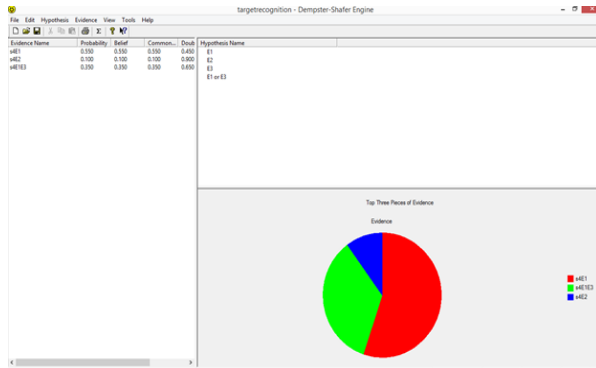 targetrecognition - Dempster-Shafer Engine
File Edit Hypothesis Evidence View Tools Help
Evidence Name Probability Belief Common... Doub
s4E1 0.550 0.550 0.550 0.450
s4E2 0.100 0.100 0.100 0.900
s4E1E3 0.350 0.350 0.350 0.650
Hypothesis Name
E1
E2
E3
E1 or E3
Top Three Pieces of Evidence
Evidence
s4E1
s4E1E3
s4E2